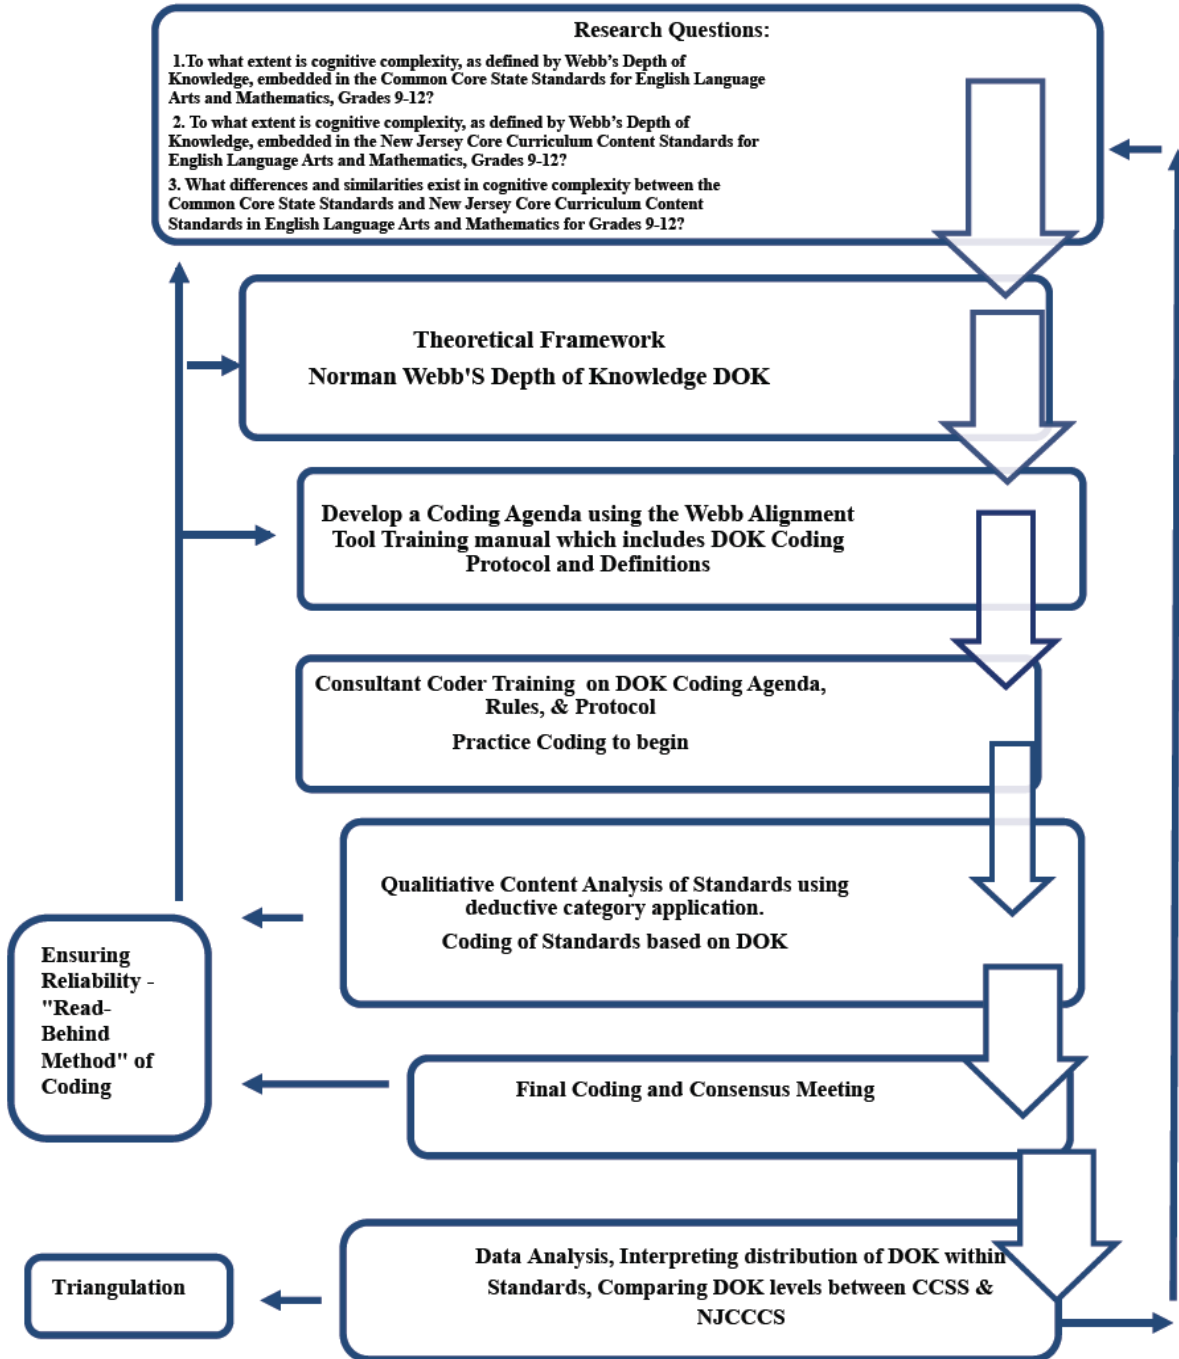 Research Questions:
1.To what extent is cognitive complexity, as defined by Webb's Depth of
Knowledge, embedded in the Common Core State Standards for English Language
Arts and Mathematics, Grades 9-12?
2. To what extent is cognitive complexity, as defined by Webb's Depth of
Knowledge, embedded in the New Jersey Core Curriculum Content Standards for
English Language Arts and Mathematics, Grades 9-12?
3. What differences and similarities exist in cognitive complexity between the
Common Core State Standards and New Jersey Core Curriculum Content
Standards in English Language Arts and Mathematics for Grades 9-12?
Theoretical Framework
Norman Webb'S Depth of Knowledge DOK
Develop a Coding Agenda using the Webb Alignment
Tool Training manual which includes DOK Coding
Protocol and Definitions
Consultant Coder Training on DOK Coding Agenda,
Rules, & Protocol
Practice Coding to begin
Qualitiative Content Analysis of Standards using
deductive category application.
Coding of Standards based on DOK
Ensuring
Reliability -
"Read-
Behind
Method" of
Coding
Final Coding and Consensus Meeting
Data Analysis, Interpreting distribution of DOK within
Standards, Comparing DOK levels between CCSS &
NJCCCS
Triangulation